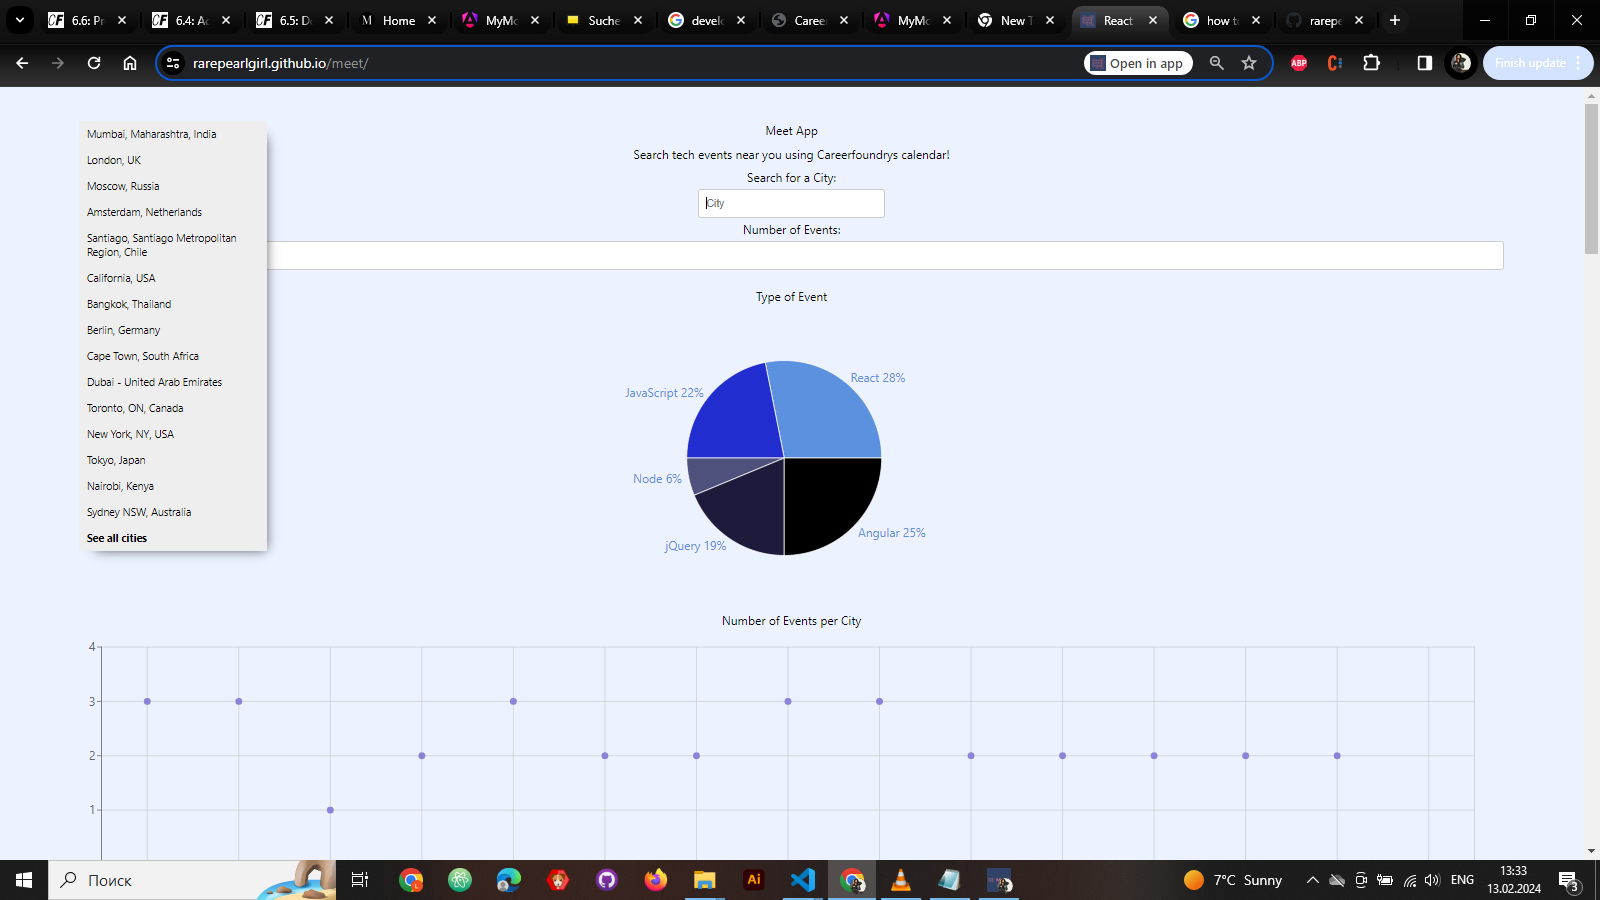 6.6: Pr
6.4: Ac
6.5: De
Home
MyMo
Suche
develo
Caree
MyMo
New T
React
how to
rarepe
rarepearlgirl.github.io/meet/
Open in app
ABP
Finish update
Meet App
Search tech events near you using Careerfoundrys calendar!
Search for a City:
City
Number of Events:
Mumbai, Maharashtra, India
London, UK
Moscow, Russia
Amsterdam, Netherlands
Santiago, Santiago Metropolitan
Region, Chile
California, USA
Bangkok, Thailand
Berlin, Germany
Cape Town, South Africa
Dubai - United Arab Emirates
Toronto, ON, Canada
New York, NY, USA
Tokyo, Japan
Nairobi, Kenya
Sydney NSW, Australia
See all cities
Type of Event
React 28%
JavaScript 22%
Node 6%
jQuery 19%
Angular 25%
Number of Events per City
4
3
2
1
Поиск
Ai
7°C Sunny
ENG
13:33
13.02.2024
3